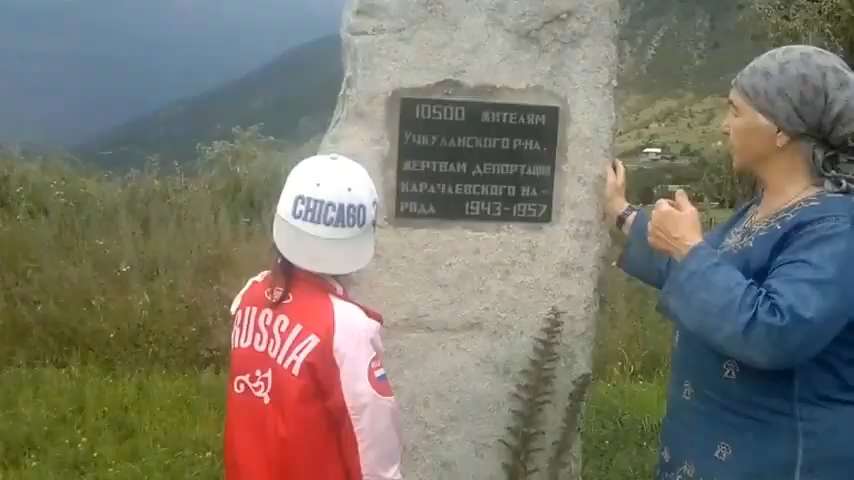 10500 ЖИТЕЛЯМ
УЧКУЛАНСКОГО Р-НА.
ЖЕРТВАМ ДЕПОРТАЦИИ
КАРАЧАЕВСКОГО НА-
РОДА 1943-1957
CHICAGO
RUSSIA